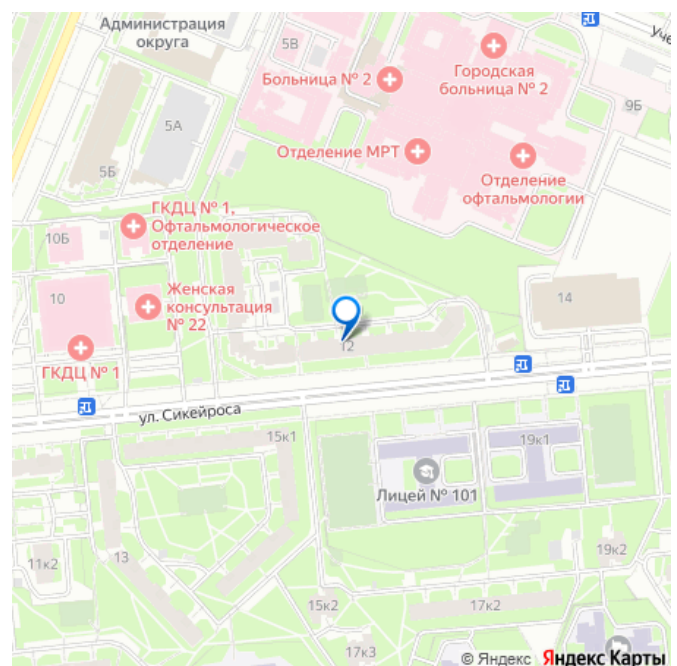 Администрация
округа
5В
Больница № 2
Городская
больница № 2
9Б
5А
5Б
Отделение МРТ
Отделение
офтальмологии
ГКДЦ № 1,
Офтальмологическое
отделение
10Б
10
Женская
консультация
№ 22
14
12
ГКДЦ № 1
ул. Сикейроса
15к1
19к1
Лицей № 101
13
11к2
19к2
15к2
17к2
17к3
© Яндекс Яндекс Карты